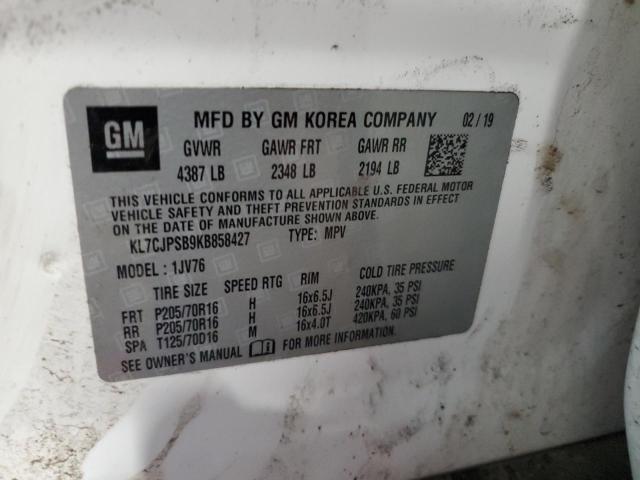 GM
MFD BY GM KOREA COMPANY 02/19
GVWR GAWR FRT GAWR RR
4387 LB 2348 LB 2194 LB
THIS VEHICLE CONFORMS TO ALL APPLICABLE U.S. FEDERAL MOTOR
VEHICLE SAFETY AND THEFT PREVENTION STANDARDS IN EFFECT
ON THE DATE OF MANUFACTURE SHOWN ABOVE.
KL7CJPSB9KB858427 TYPE: MPV
MODEL: 1JV76
TIRE SIZE SPEED RTG RIM COLD TIRE PRESSURE
FRT P205/70R16 H 16x6.5J 240KPA, 35 PSI
RR P205/70R16 H 16x6.5J 240KPA, 35 PSI
SPA T125/70D16 M 16x4.0T 420KPA, 60 PSI
SEE OWNER'S MANUAL FOR MORE INFORMATION.